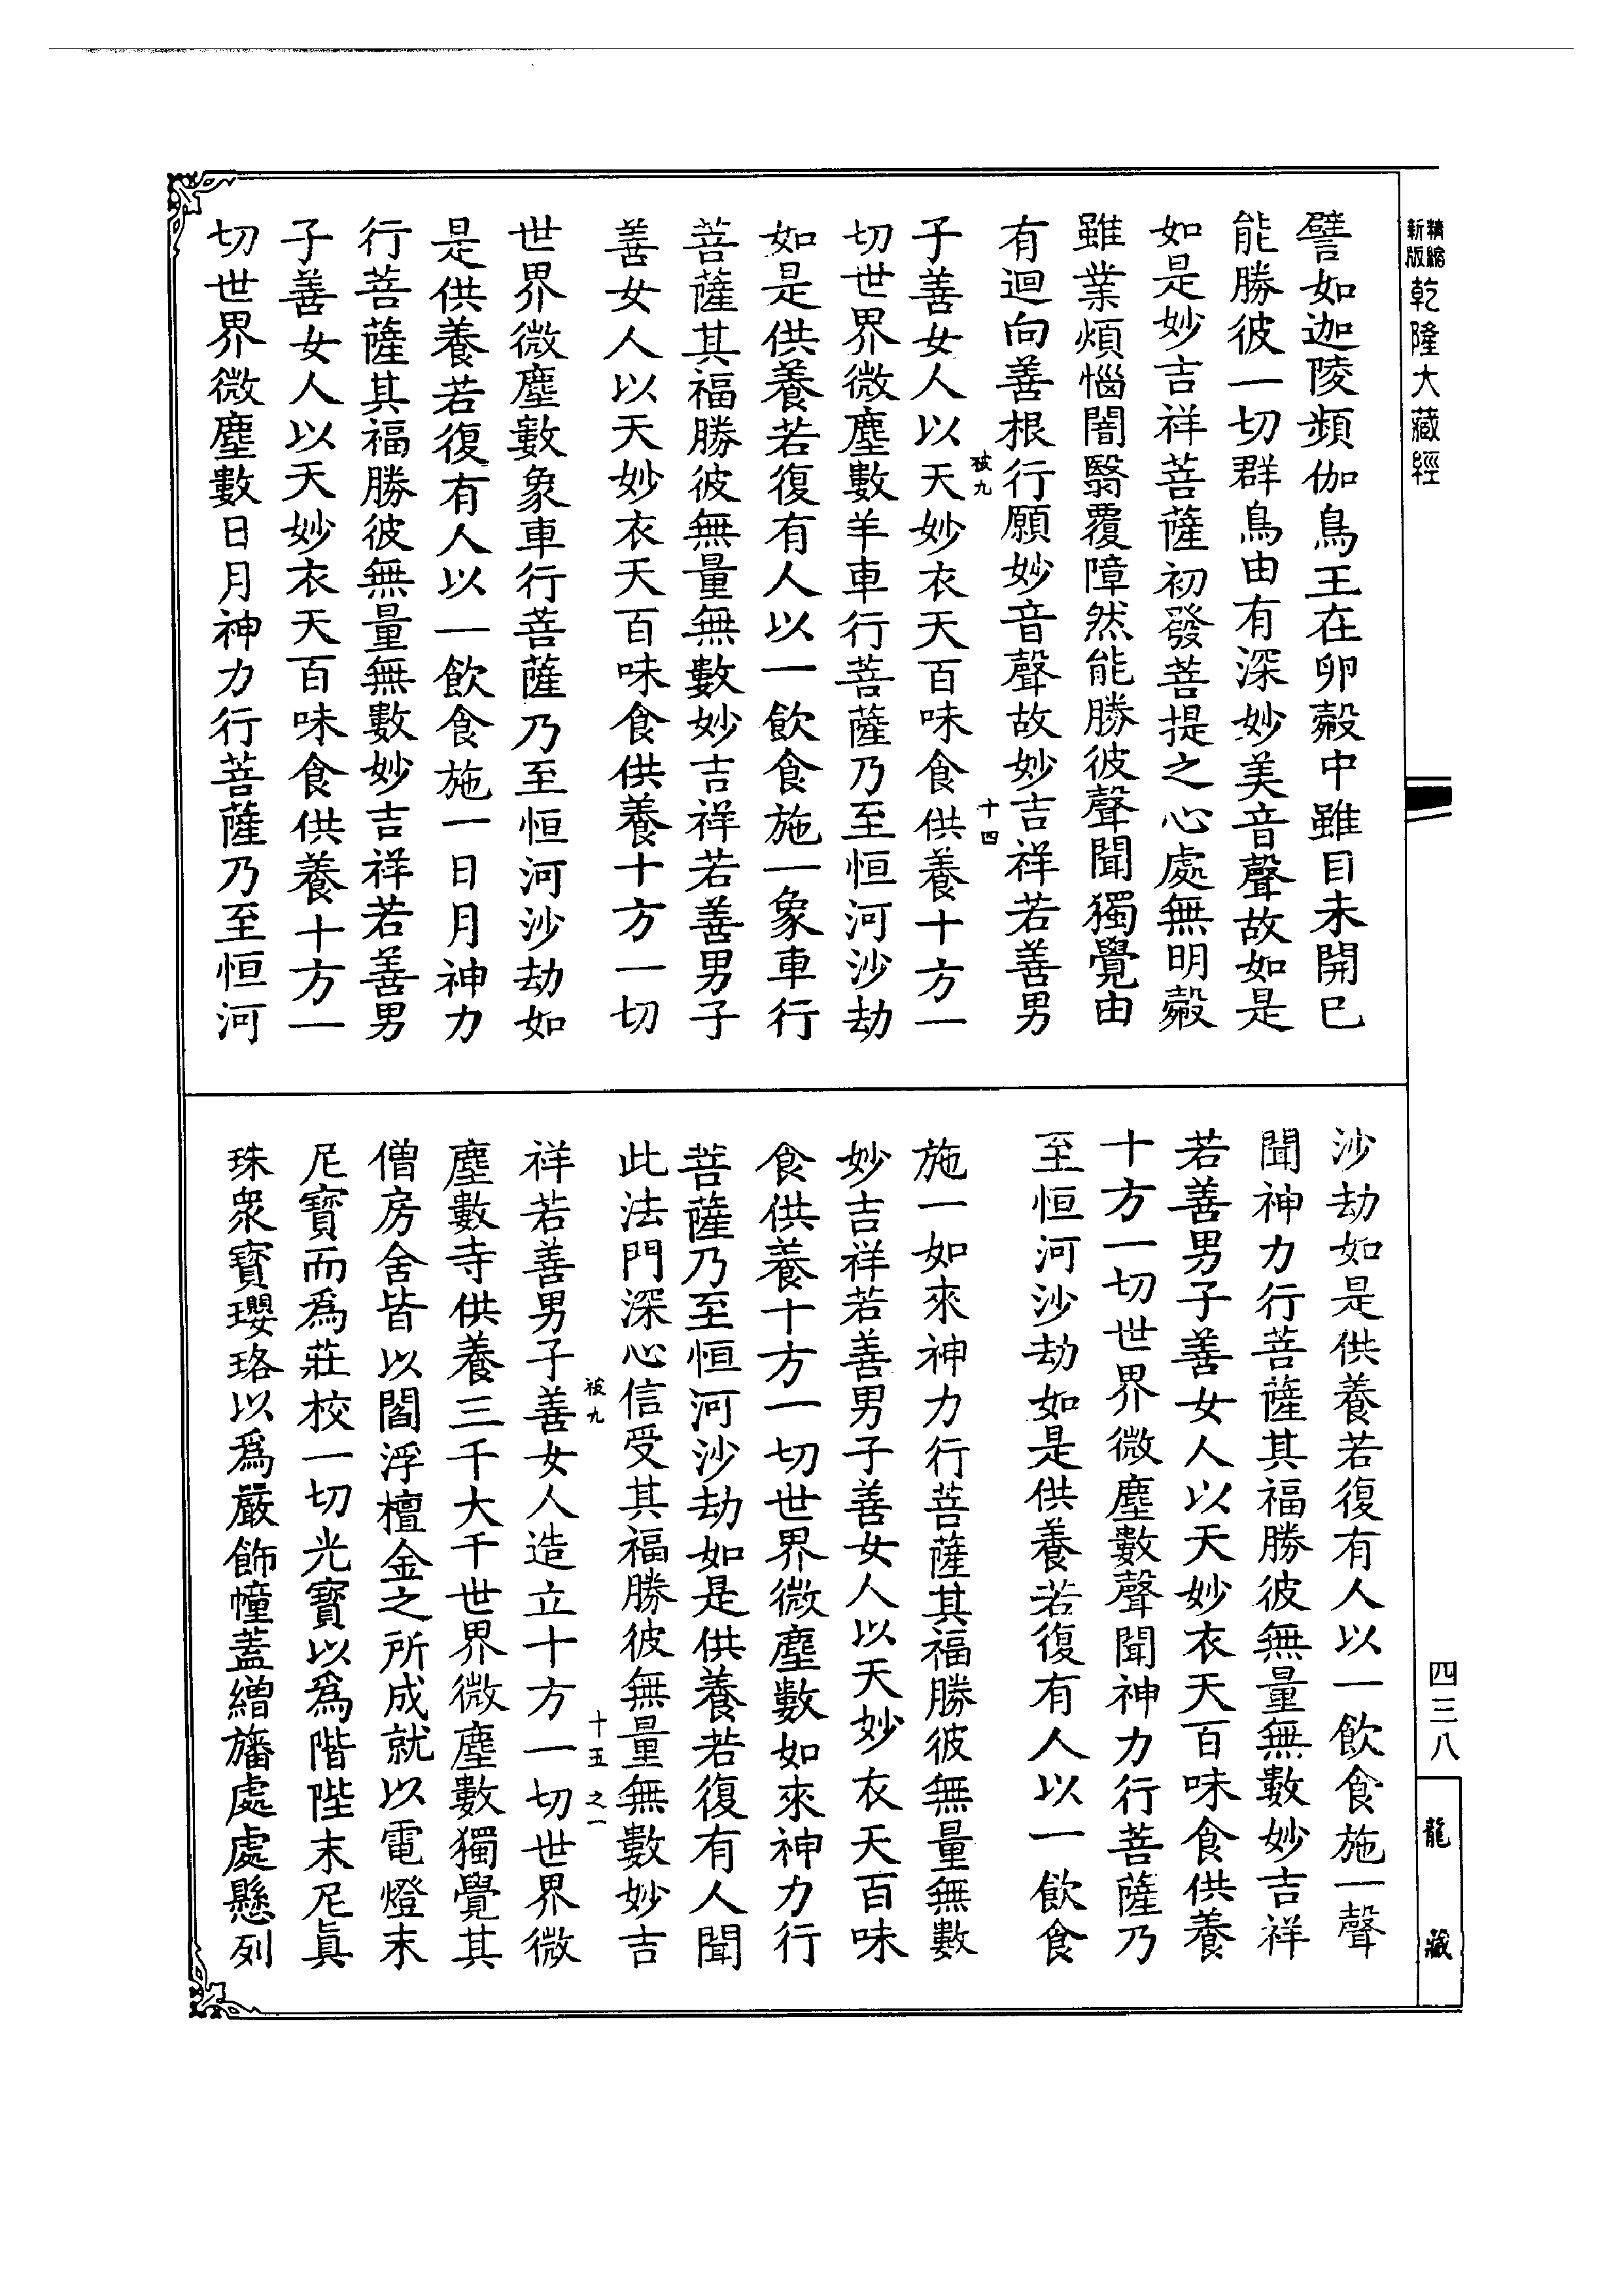 精縮
新版
乾隆大藏經
譬如迦陵頻伽鳥王在卵㲉中雖目未開已
能勝彼一切群鳥由有深妙美音聲故如是
如是妙吉祥菩薩初發菩提之心處無明㲉
雖業煩惱闇翳覆障然能勝彼聲聞獨覺由
有迴向善根行願妙音聲故妙吉祥若善男
被九
十四
子善女人以天妙衣天百味食供養十方一
切世界微塵數羊車行菩薩乃至恒河沙劫
如是供養若復有人以一飲食施一象車行
菩薩其福勝彼無量無數妙吉祥若善男子
善女人以天妙衣天百味食供養十方一切
世界微塵數象車行菩薩乃至恒河沙劫如
是供養若復有人以一飲食施一日月神力
行菩薩其福勝彼無量無數妙吉祥若善男
子善女人以天妙衣天百味食供養十方一
切世界微塵數日月神力行菩薩乃至恒河
沙劫如是供養若復有人以一飲食施一聲
聞神力行菩薩其福勝彼無量無數妙吉祥
若善男子善女人以天妙衣天百味食供養
十方一切世界微塵數聲聞神力行菩薩乃
至恒河沙劫如是供養若復有人以一飲食
施一如來神力行菩薩其福勝彼無量無數
妙吉祥若善男子善女人以天妙衣天百味
食供養十方一切世界微塵數如來神力行
菩薩乃至恒河沙劫如是供養若復有人聞
此法門深心信受其福勝彼無量無數妙吉
被九
十五之一
祥若善男子善女人造立十方一切世界微
塵數寺供養三千大千世界微塵數獨覺其
僧房舍皆以閻浮檀金之所成就以電燈末
尼寶而爲莊校一切光寶以爲階陛末尼真
珠衆寶瓔珞以爲嚴飾幢蓋繒旛處處懸列
四三八
龍藏